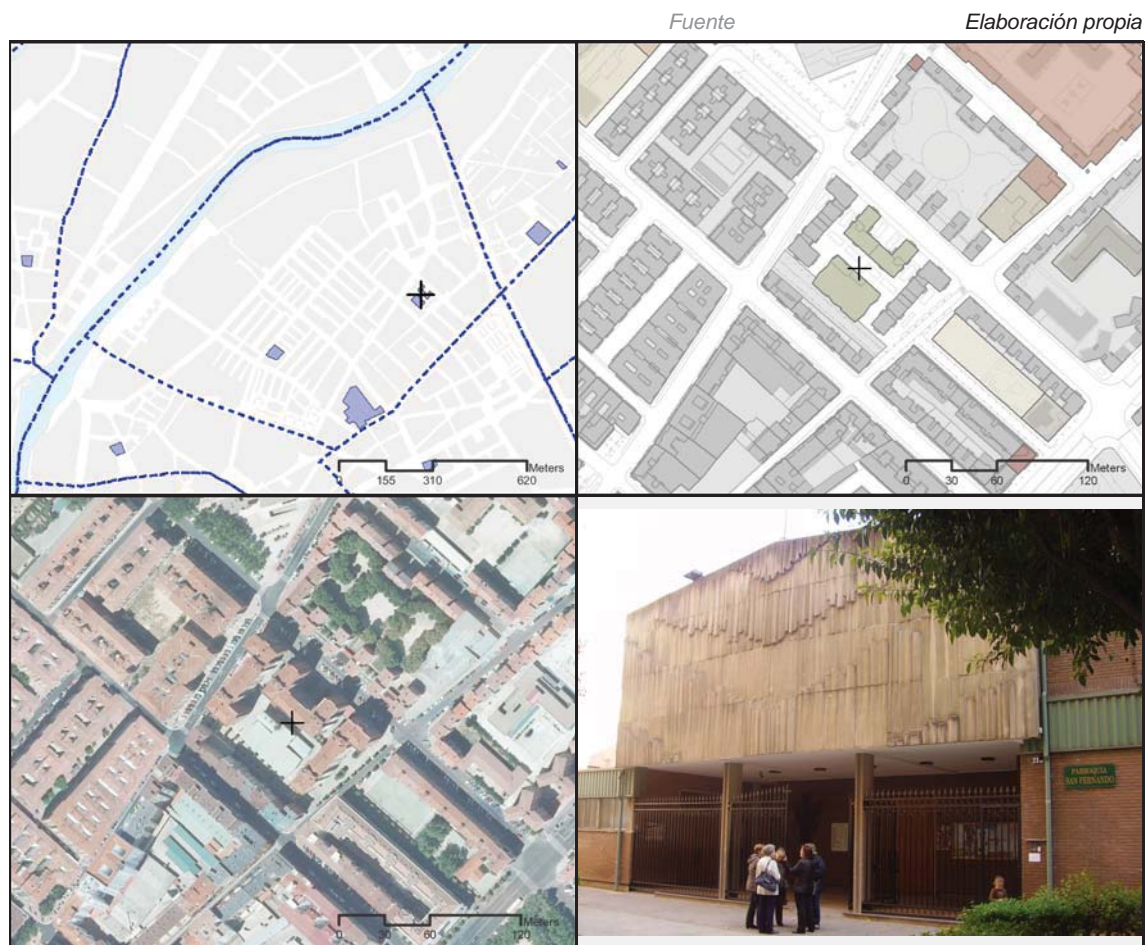 Fuente Elaboración propia
Meters
0 155 310 620
Meters
0 30 60 120
Meters
0 30 60 120
PARROQUIA
SAN FERNANDO